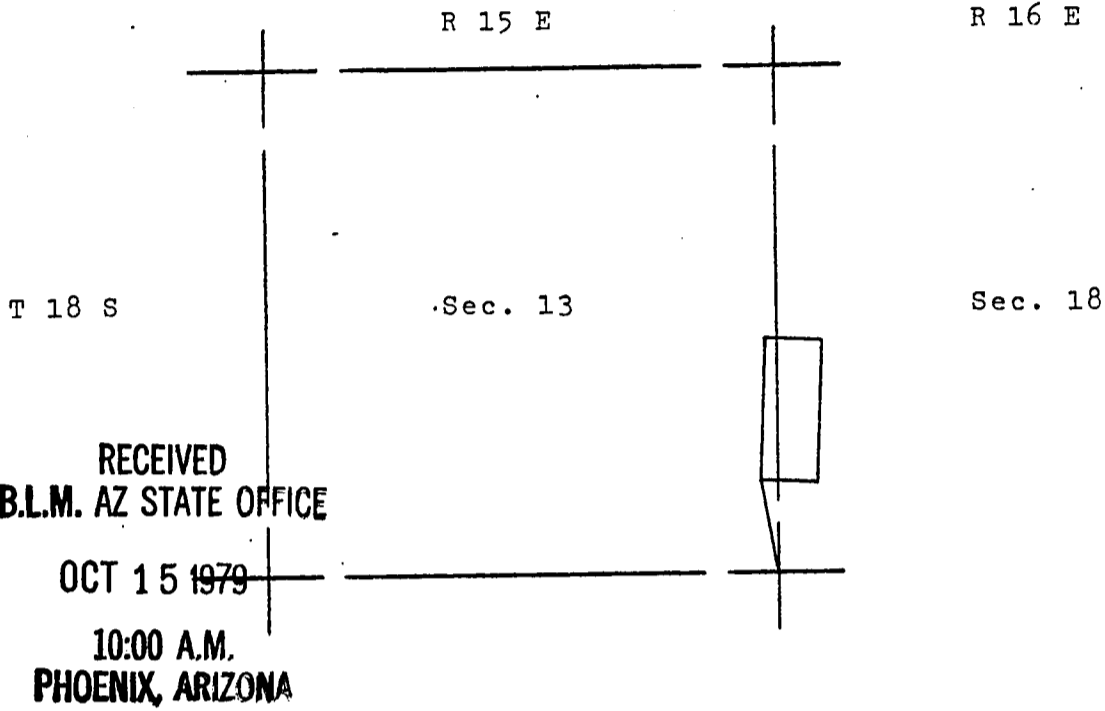 R 15 E
R 16 E
T 18 S
Sec. 13
Sec. 18
RECEIVED
B.L.M. AZ STATE OFFICE
OCT 15 1979
10:00 A.M.
PHOENIX, ARIZONA